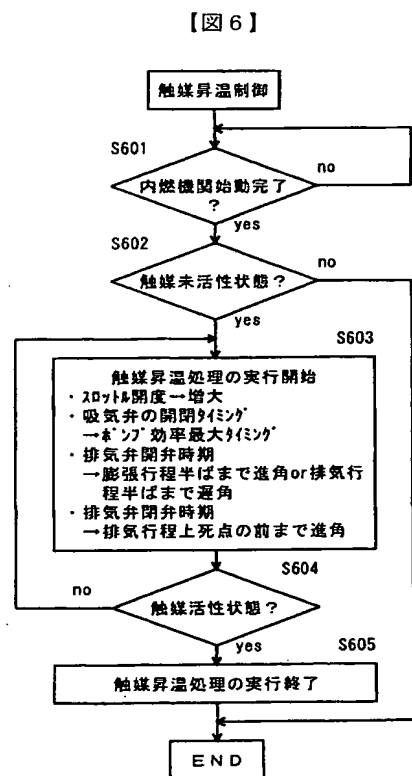 【図6】
触媒昇温制御
S601
内燃機関始動完了
?
no
yes
S602
触媒未活性状態?
no
yes
S603
触媒昇温処理の実行開始
・ｽﾛｯﾄﾙ開度→増大
・吸気弁の開閉ﾀｲﾐﾝｸﾞ
→ﾎﾟﾝﾌﾟ効率最大ﾀｲﾐﾝｸﾞ
・排気弁開弁時期
→膨張行程半ばまで進角or排気行
程半ばまで遅角
・排気弁閉弁時期
→排気行程上死点の前まで進角
S604
no
触媒活性状態?
yes
S605
触媒昇温処理の実行終了
END